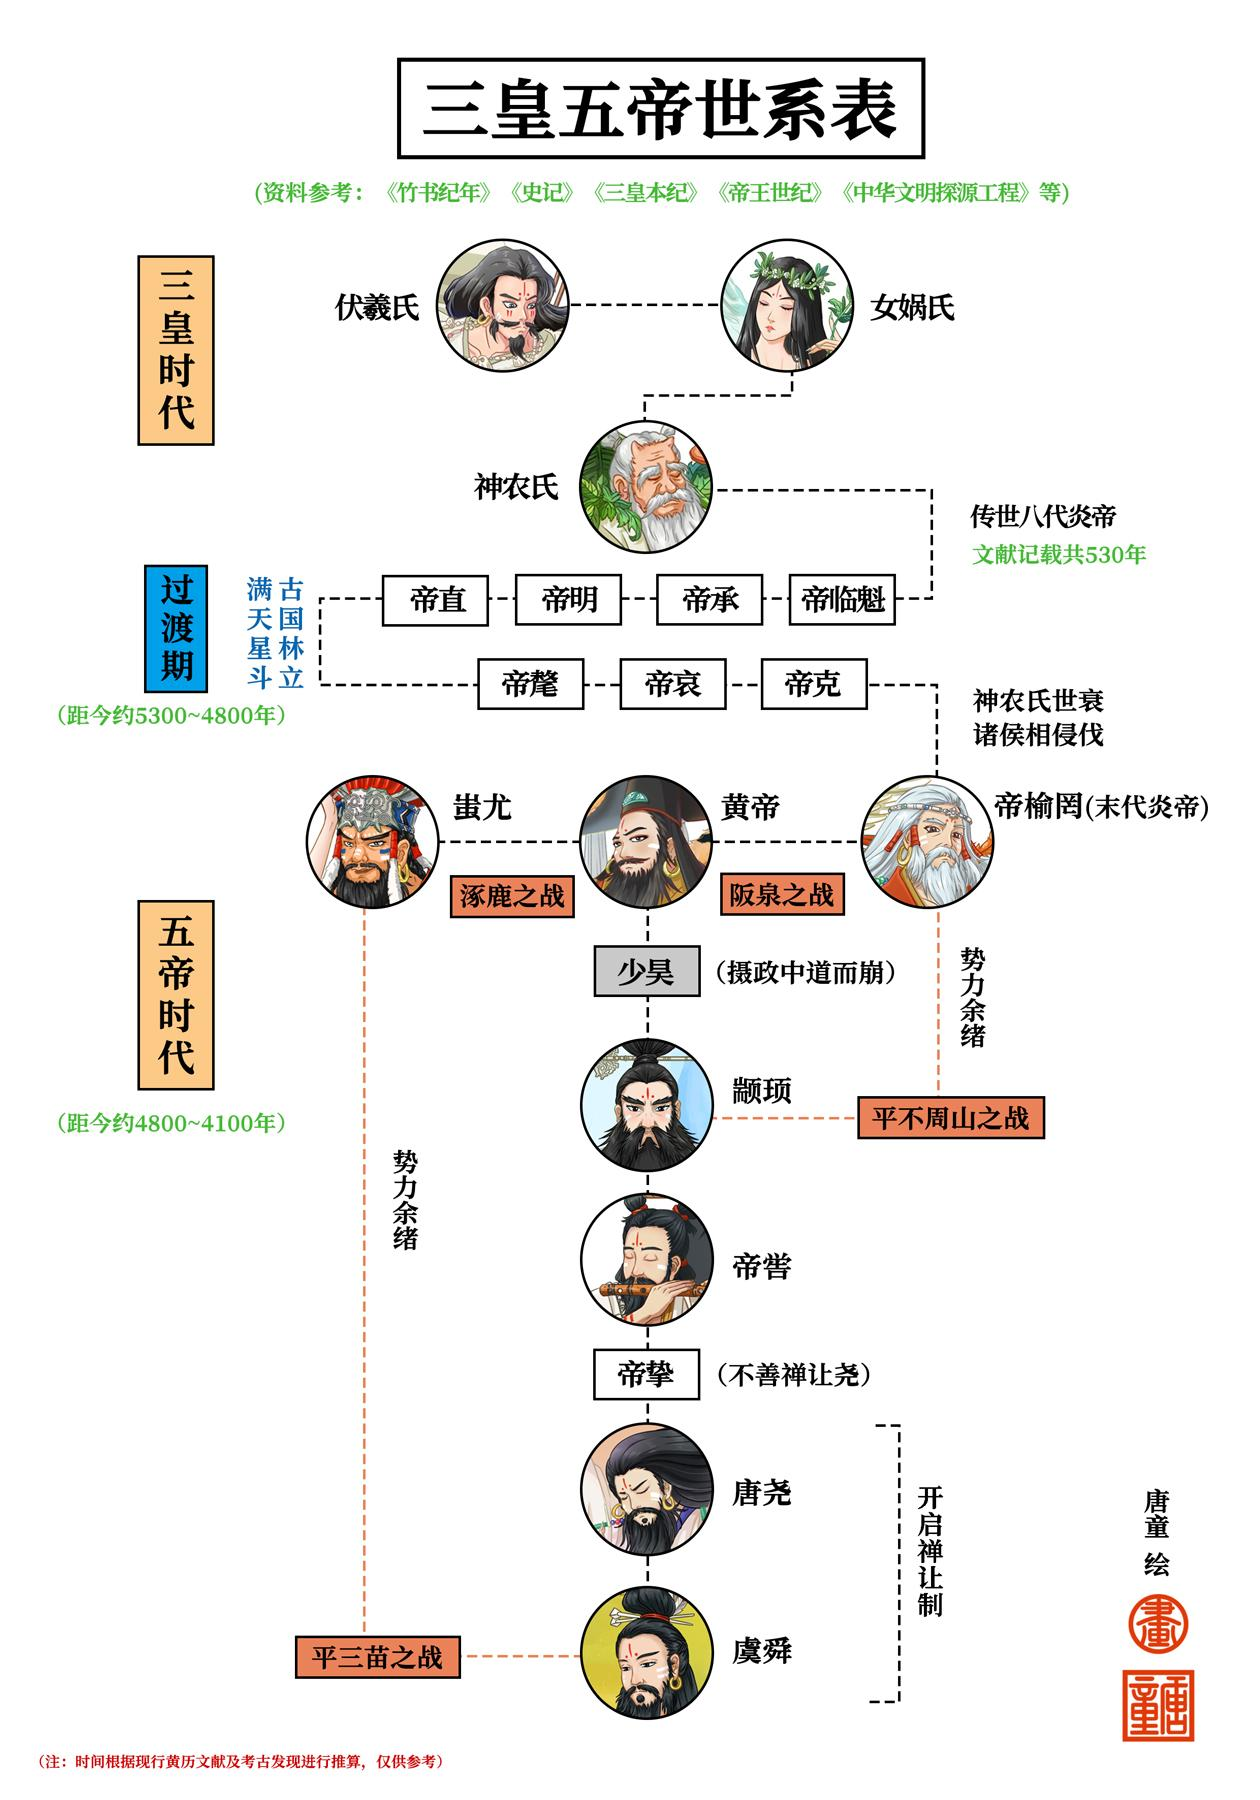 三皇五帝世系表
(资料参考：《竹书纪年》《史记》《三皇本纪》《帝王世纪》《中华文明探源工程》等)
三皇时代
伏羲氏
女娲氏
神农氏
传世八代炎帝
文献记载共530年
过渡期
古国林立
满天星斗
（距今约5300~4800年）
帝直
帝明
帝承
帝临魁
帝氂
帝哀
帝克
神农氏世衰
诸侯相侵伐
蚩尤
黄帝
帝榆罔(末代炎帝)
涿鹿之战
阪泉之战
五帝时代
（距今约4800~4100年）
少昊
（摄政中道而崩）
势力余绪
颛顼
平不周山之战
势力余绪
帝喾
帝挚
（不善禅让尧）
唐尧
开启禅让制
虞舜
平三苗之战
唐童 绘
畫
唐童
（注：时间根据现行黄历文献及考古发现进行推算，仅供参考）